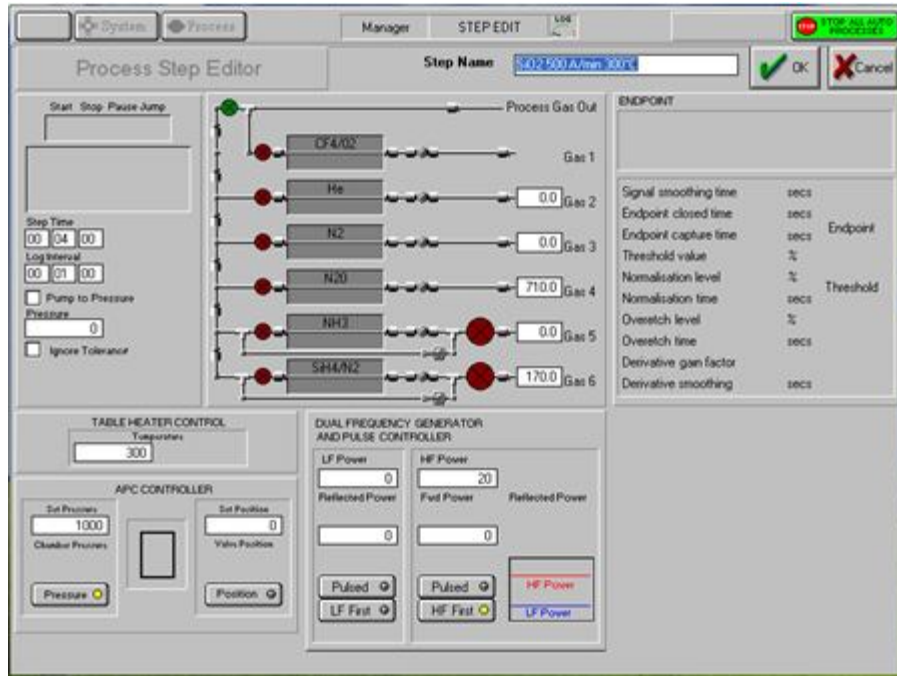 System
Process
Manager
STEP EDIT
LOG
STOP ALL AUTO
PROCESSES
Process Step Editor
Step Name
SiO2 500 A/min 300°C
OK
Cancel
Start Stop Pause Jump
Step Time
00 04 00
Log Interval
00 01 00
Pump to Pressure
Pressure
0
Ignore Tolerance
Process Gas Out
CF4/02
Gas 1
He
0.0 Gas 2
N2
0.0 Gas 3
N20
710.0 Gas 4
NH3
0.0 Gas 5
SiH4/N2
170.0 Gas 6
ENDPOINT
Signal smoothing time secs
Endpoint closed time secs
Endpoint capture time secs
Endpoint
Threshold value %
Normalisation level %
Threshold
Normalisation time secs
Overetch level %
Overetch time secs
Derivative gain factor
Derivative smoothing secs
TABLE HEATER CONTROL
Temperature
300
APC CONTROLLER
Set Pressure
1000
Chamber Pressure
Pressure
Set Position
0
Valve Position
Position
DUAL FREQUENCY GENERATOR
AND PULSE CONTROLLER
LF Power
0
Reflected Power
0
Pulsed
LF First
HF Power
20
Fwd Power
0
Pulsed
HF First
Reflected Power
HF Power
LF Power